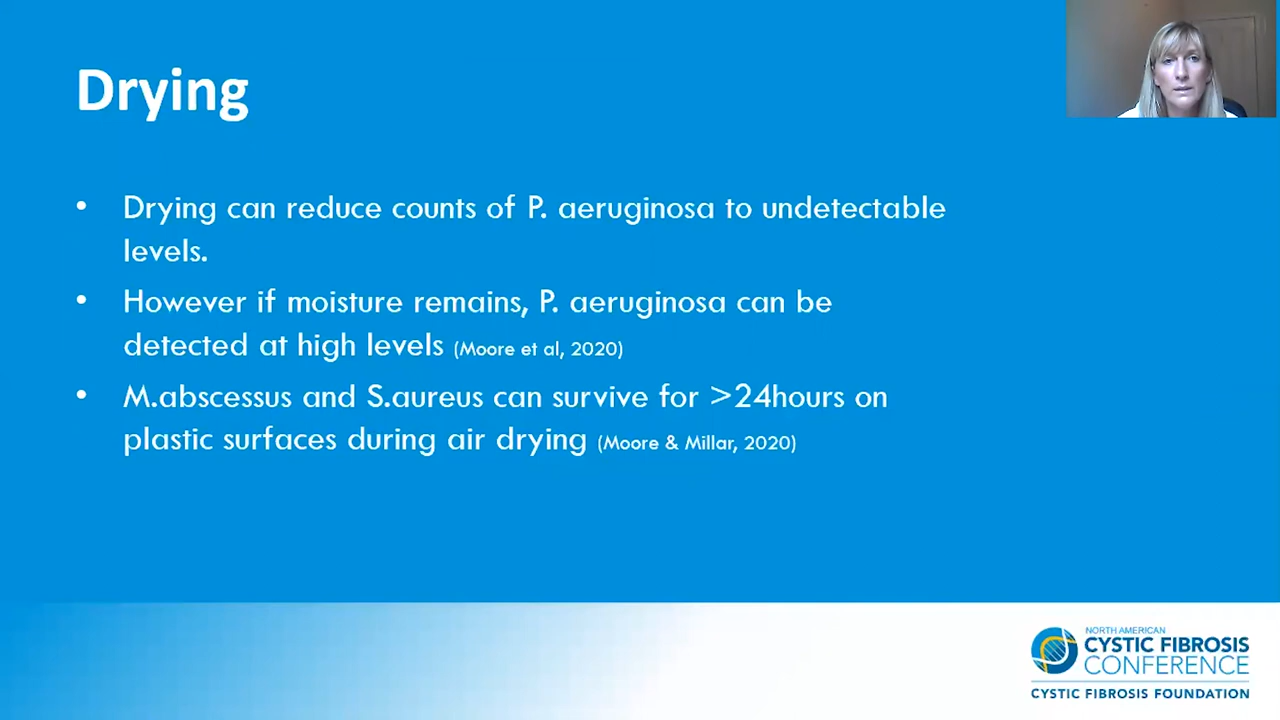 Drying
• Drying can reduce counts of P. aeruginosa to undetectable
levels.
• However if moisture remains, P. aeruginosa can be
detected at high levels (Moore et al, 2020)
• M.abscessus and S.aureus can survive for >24hours on
plastic surfaces during air drying (Moore & Millar, 2020)
NORTH AMERICAN
CYSTIC FIBROSIS
CONFERENCE
CYSTIC FIBROSIS FOUNDATION